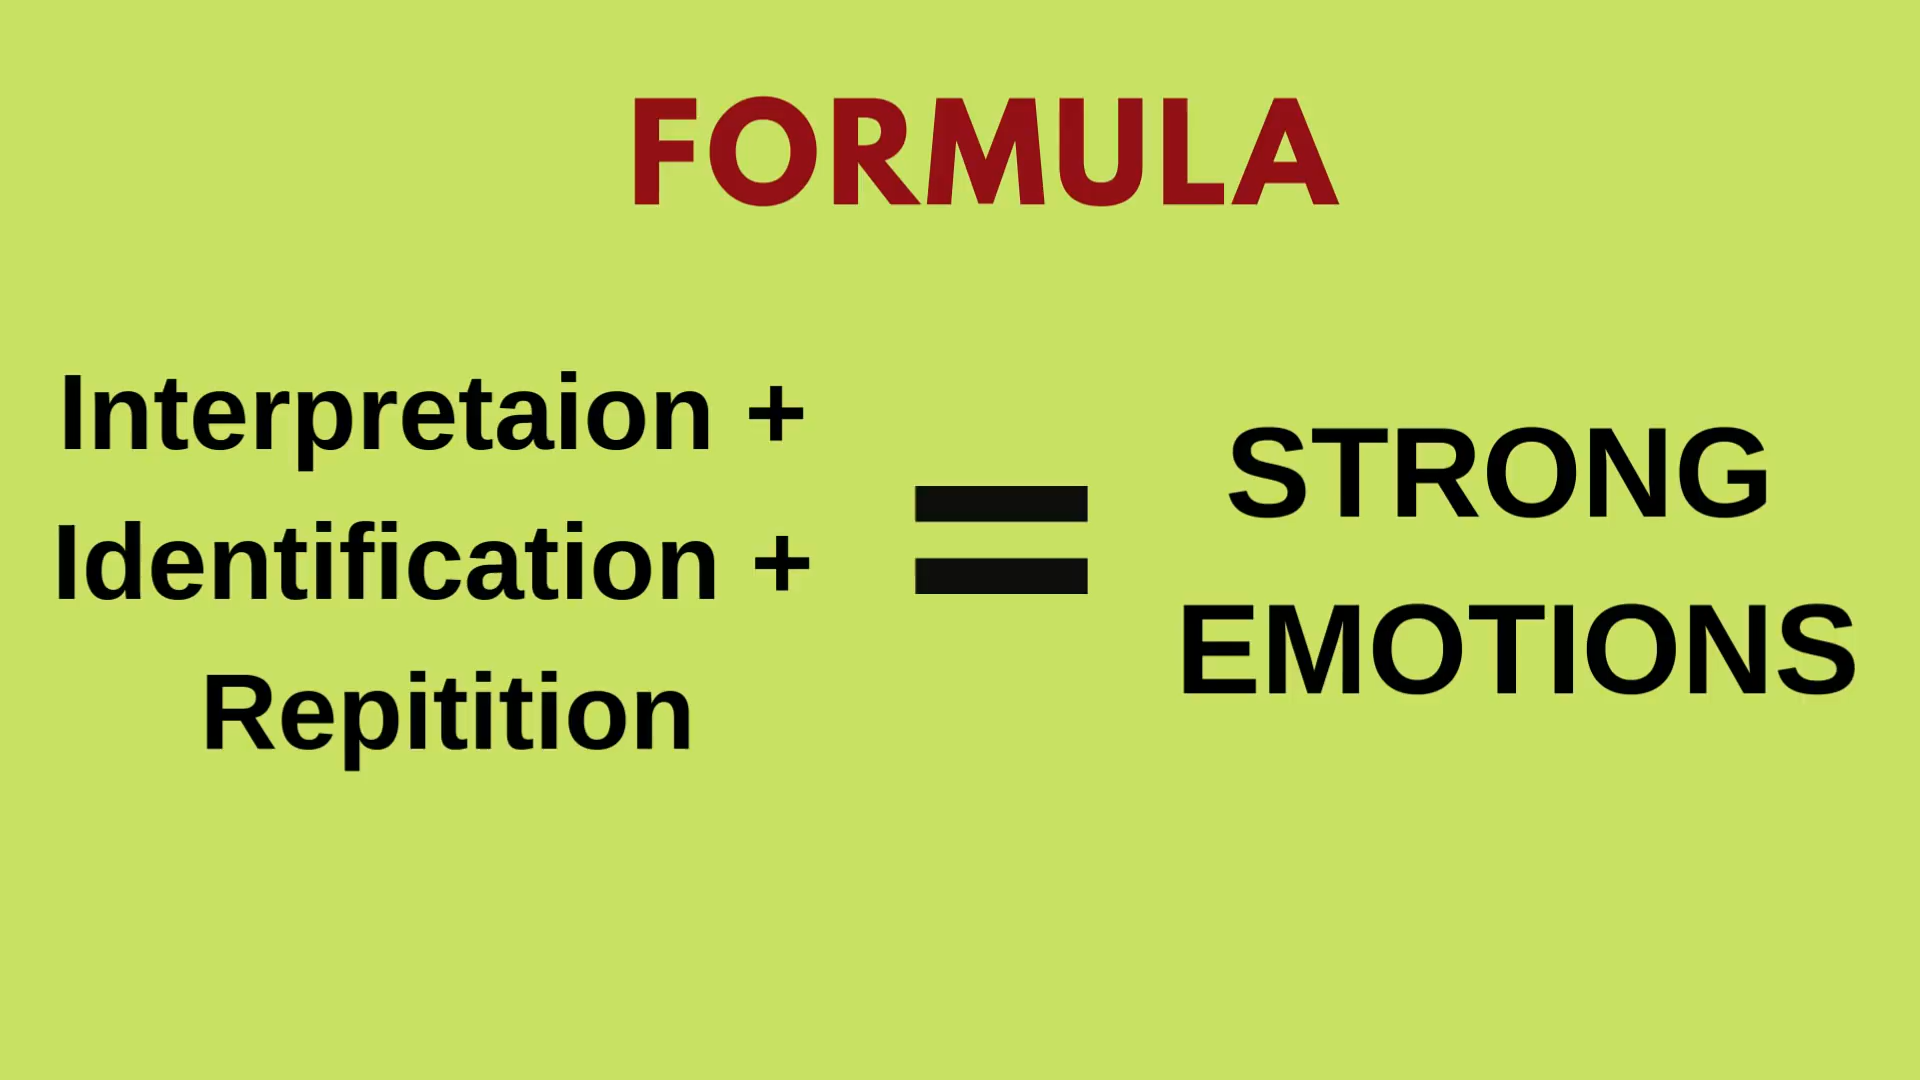 FORMULA
Interpretaion +
Identification +
Repitition
=
STRONG
EMOTIONS